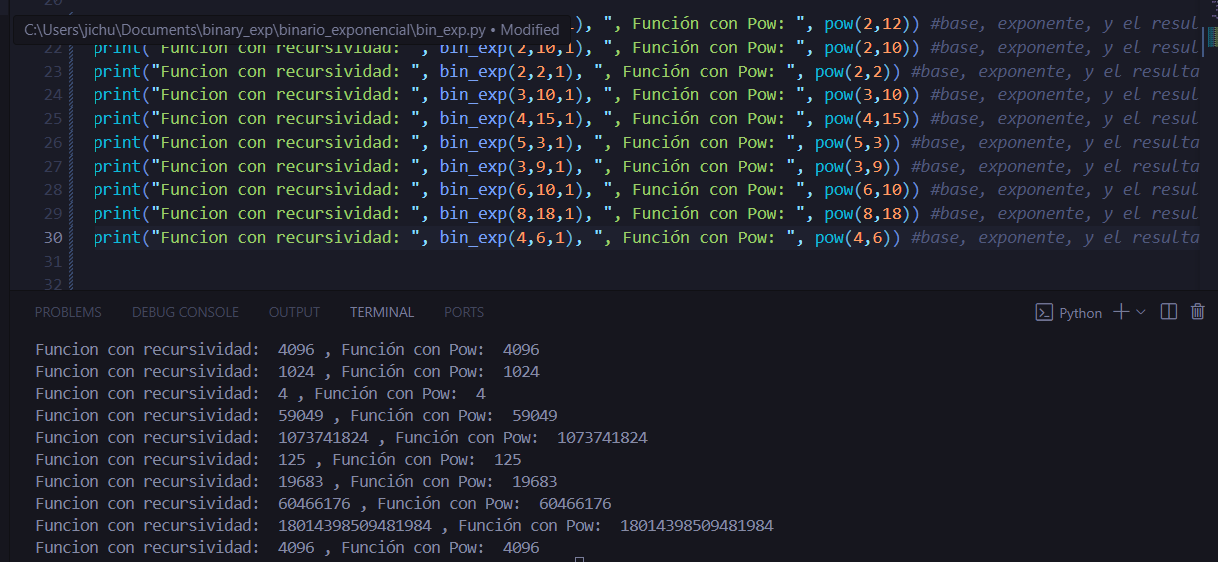 20
C:\Users\jichu\Documents\binary_exp\binario_exponencial\bin_exp.py • Modified 1), ", Función con Pow: ", pow(2,12)) #base, exponente, y el resul
22 print("Funcion con recursividad: ", bin_exp(2,10,1), ", Función con Pow: ", pow(2,10)) #base, exponente, y el resul
23 print("Funcion con recursividad: ", bin_exp(2,2,1), ", Función con Pow: ", pow(2,2)) #base, exponente, y el resulta
24 print("Funcion con recursividad: ", bin_exp(3,10,1), ", Función con Pow: ", pow(3,10)) #base, exponente, y el resul
25 print("Funcion con recursividad: ", bin_exp(4,15,1), ", Función con Pow: ", pow(4,15)) #base, exponente, y el resul
26 print("Funcion con recursividad: ", bin_exp(5,3,1), ", Función con Pow: ", pow(5,3)) #base, exponente, y el resulta
27 print("Funcion con recursividad: ", bin_exp(3,9,1), ", Función con Pow: ", pow(3,9)) #base, exponente, y el resulta
28 print("Funcion con recursividad: ", bin_exp(6,10,1), ", Función con Pow: ", pow(6,10)) #base, exponente, y el resul
29 print("Funcion con recursividad: ", bin_exp(8,18,1), ", Función con Pow: ", pow(8,18)) #base, exponente, y el resul
30 print("Funcion con recursividad: ", bin_exp(4,6,1), ", Función con Pow: ", pow(4,6)) #base, exponente, y el resulta
31
32
PROBLEMS DEBUG CONSOLE OUTPUT TERMINAL PORTS Python
Funcion con recursividad:  4096 , Función con Pow:  4096
Funcion con recursividad:  1024 , Función con Pow:  1024
Funcion con recursividad:  4 , Función con Pow:  4
Funcion con recursividad:  59049 , Función con Pow:  59049
Funcion con recursividad:  1073741824 , Función con Pow:  1073741824
Funcion con recursividad:  125 , Función con Pow:  125
Funcion con recursividad:  19683 , Función con Pow:  19683
Funcion con recursividad:  60466176 , Función con Pow:  60466176
Funcion con recursividad:  18014398509481984 , Función con Pow:  18014398509481984
Funcion con recursividad:  4096 , Función con Pow:  4096